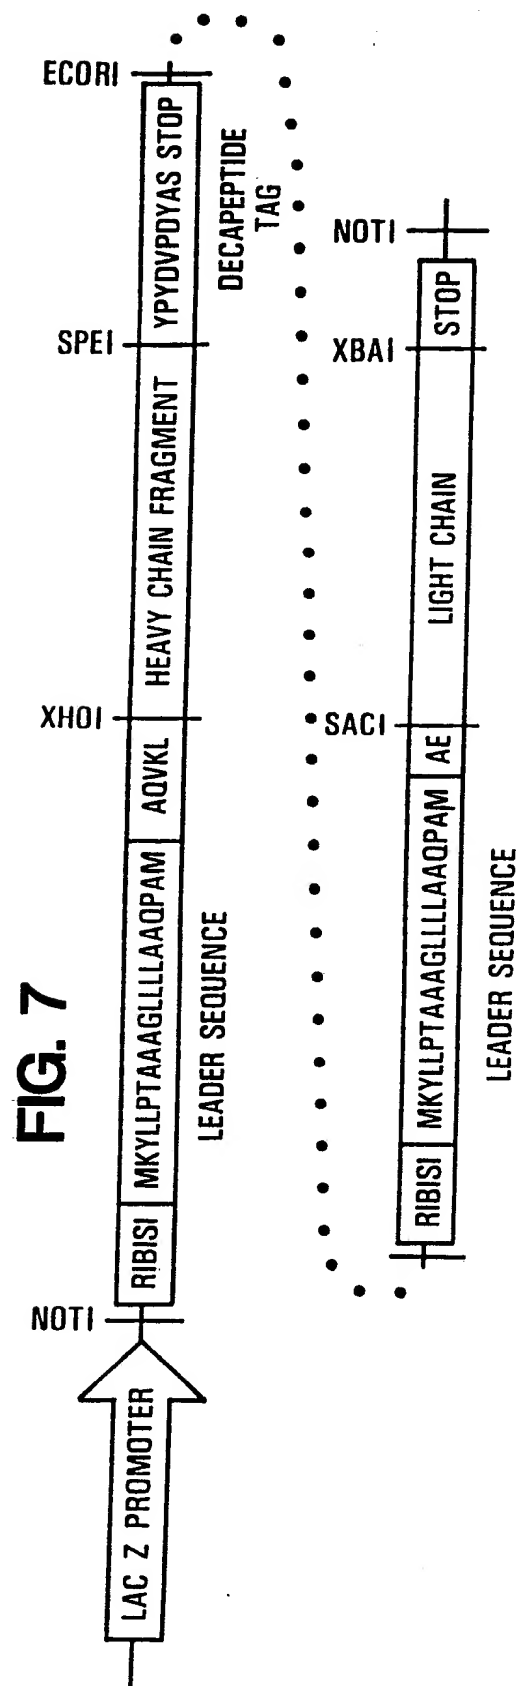 FIG. 7
LAC Z PROMOTER
NOTI
RIBISI
MKYLLPTAAAGLLLLAAQPAM
LEADER SEQUENCE
AQVKL
XHOI
HEAVY CHAIN FRAGMENT
SPEI
YPYDVPDYAS STOP
DECAPEPTIDE
TAG
ECORI
RIBISI
MKYLLPTAAAGLLLLAAQPAM
LEADER SEQUENCE
AE
SACI
LIGHT CHAIN
XBAI
STOP
NOTI